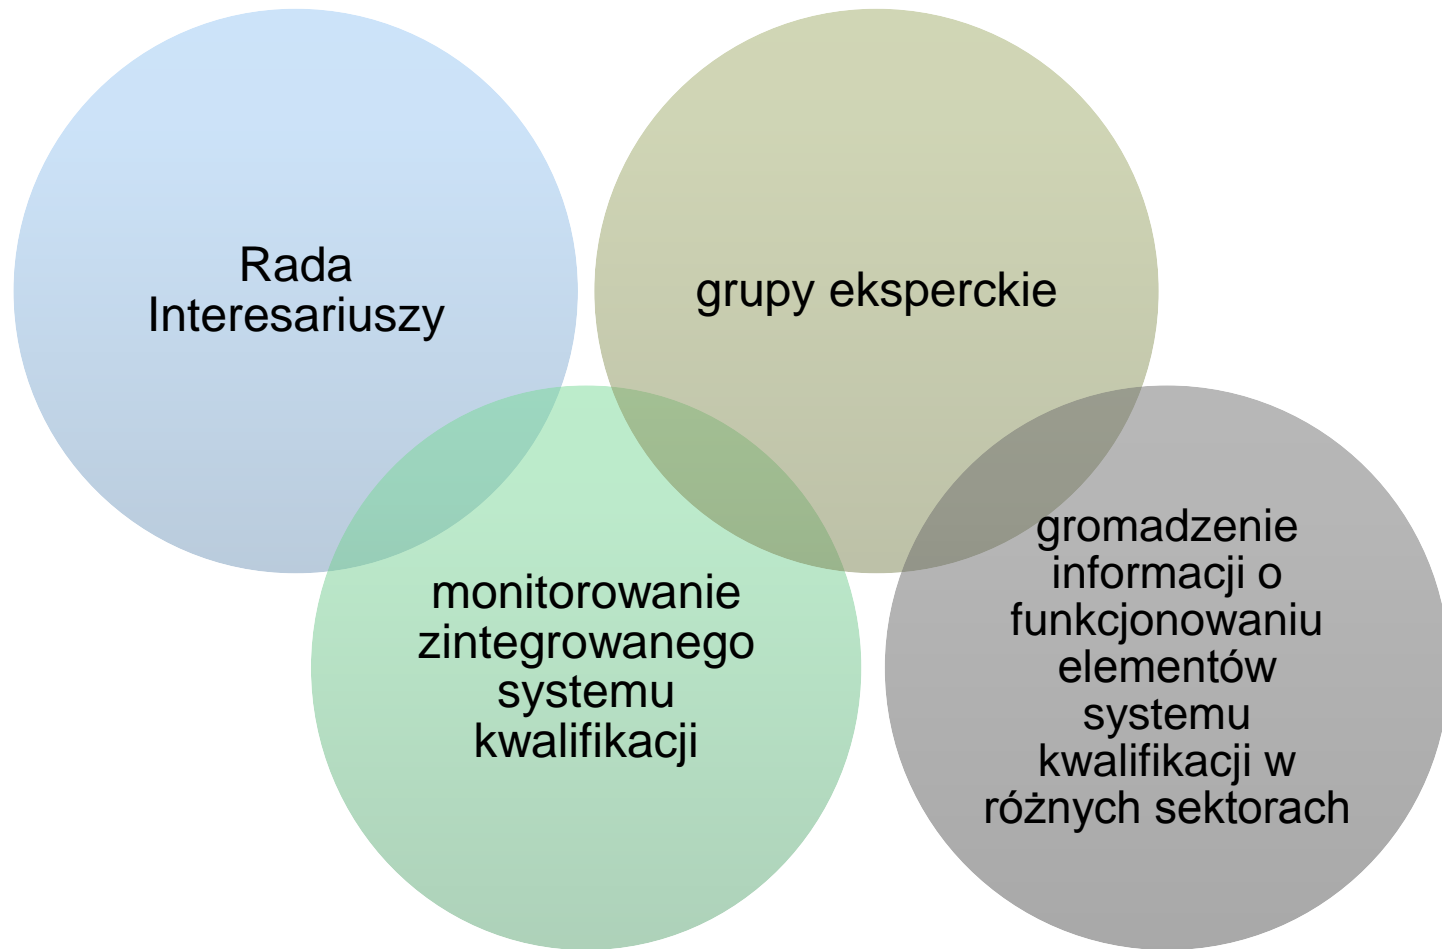 Rada
Interesariuszy
grupy eksperckie
monitorowanie
zintegrowanego
systemu
kwalifikacji
gromadzenie
informacji o
funkcjonowaniu
elementów
systemu
kwalifikacji w
różnych sektorach